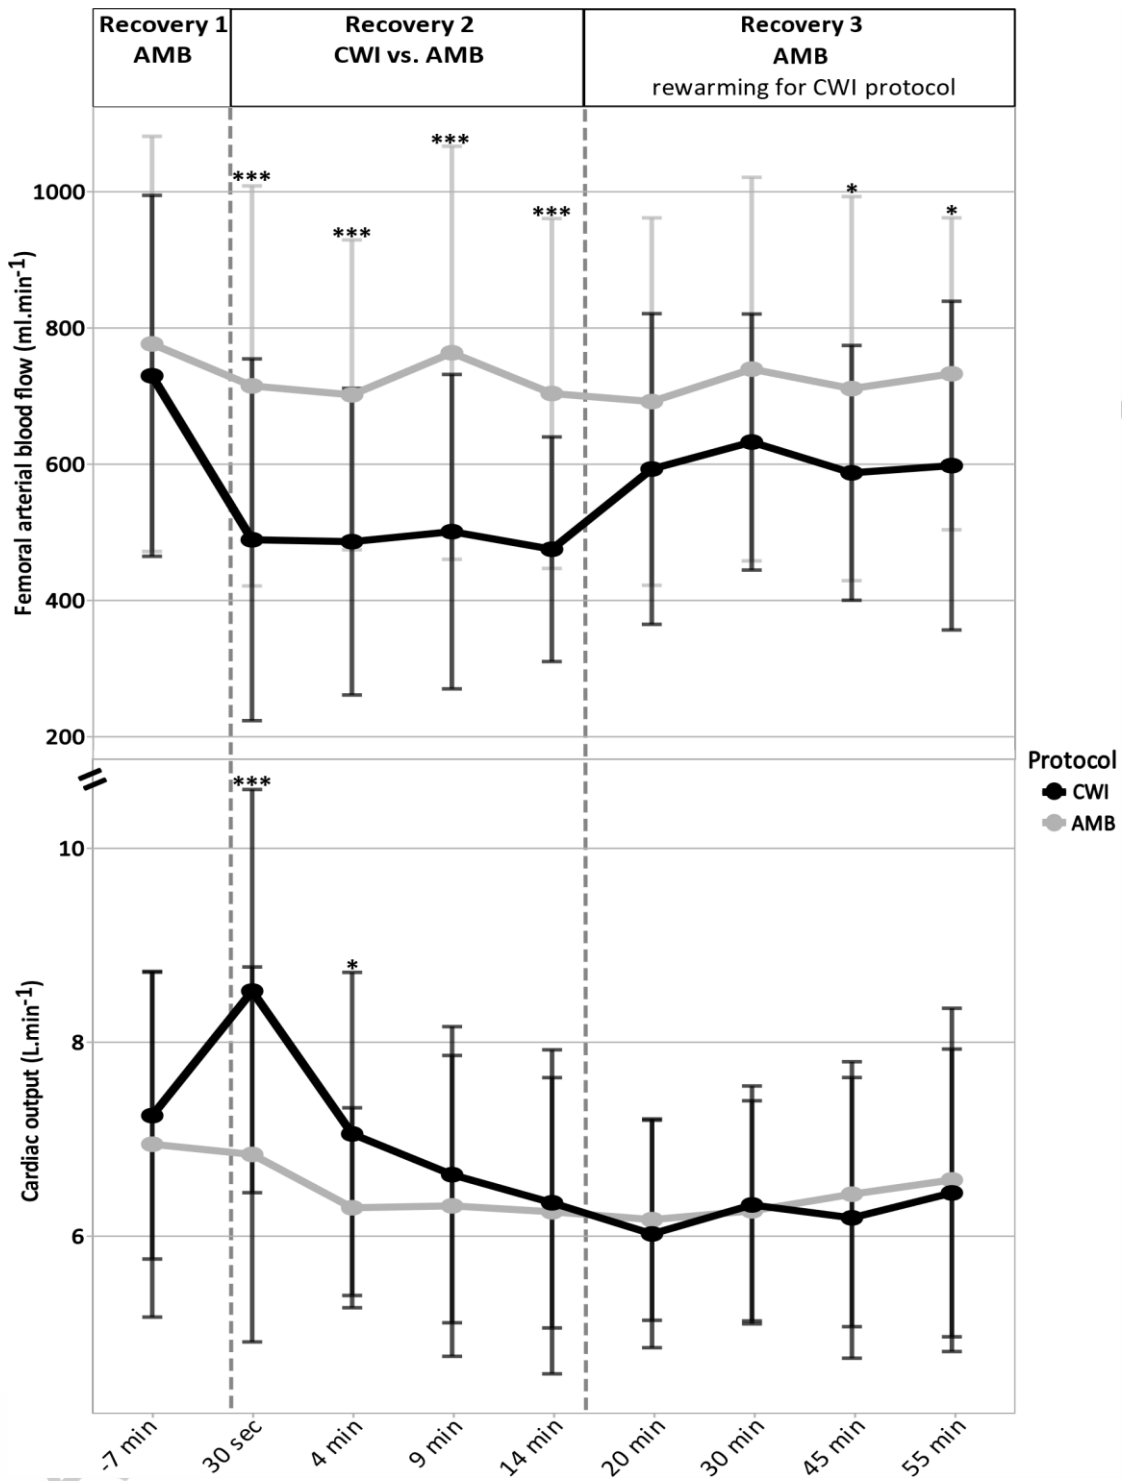 Recovery 1
AMB
Recovery 2
CWI vs. AMB
Recovery 3
AMB
rewarming for CWI protocol
Femoral arterial blood flow (ml.min⁻¹)
1000
800
600
400
200
***
***
***
***
*
*
Cardiac output (L.min⁻¹)
10
8
6
***
*
Protocol
CWI
AMB
-7 min
30 sec
4 min
9 min
14 min
20 min
30 min
45 min
55 min